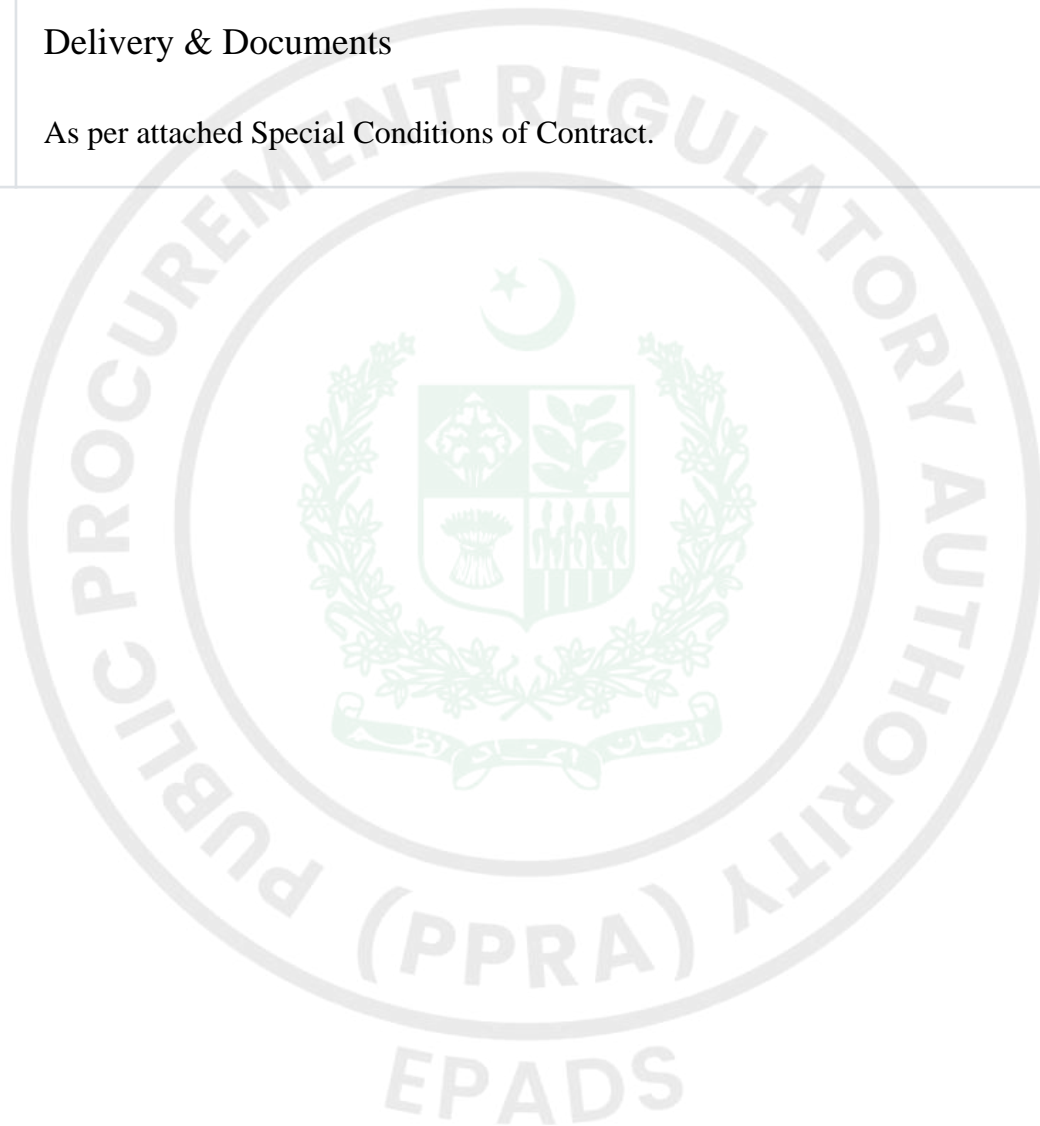 Delivery & Documents
As per attached Special Conditions of Contract.
PUBLIC PROCUREMENT REGULATORY AUTHORITY
(PPRA)
EPADS